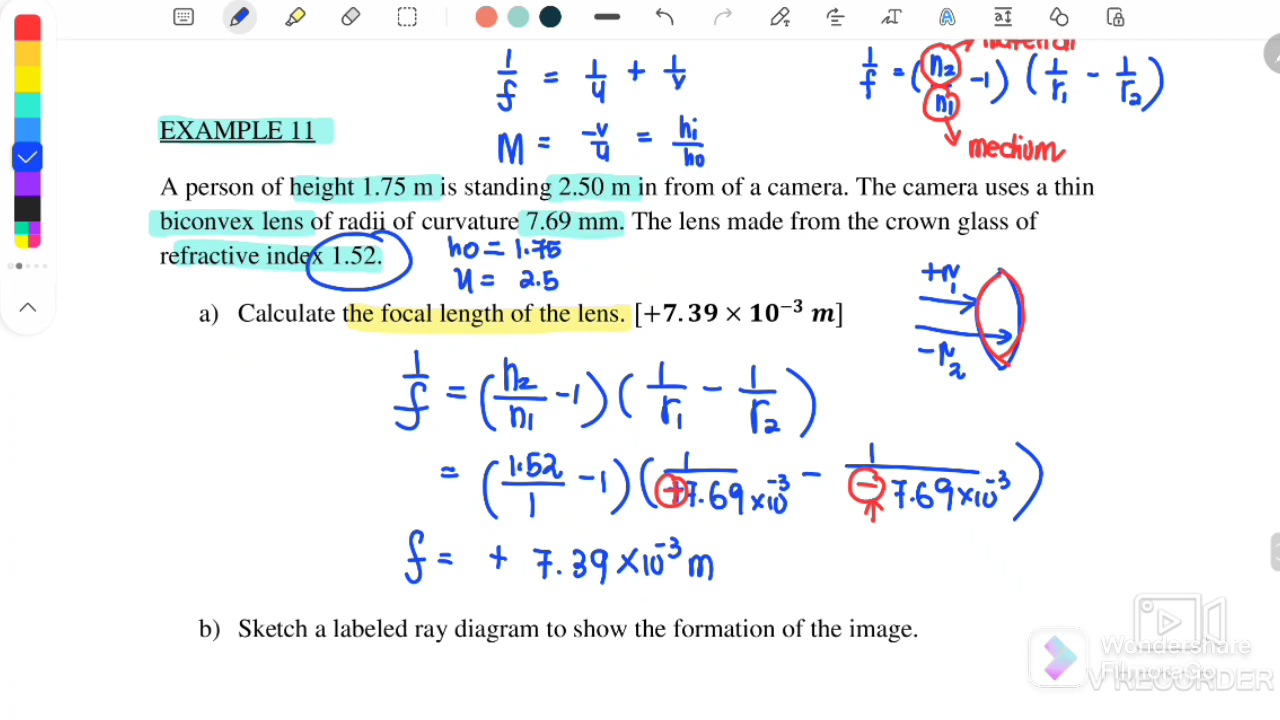 1/f = 1/u + 1/v
1/f = (n2/n1 - 1) (1/r1 - 1/r2)
M = -v/u = hi/ho
medium
EXAMPLE 11
A person of height 1.75 m is standing 2.50 m in from of a camera. The camera uses a thin
biconvex lens of radii of curvature 7.69 mm. The lens made from the crown glass of
refractive index 1.52.
ho = 1.75
u = 2.5
+r1
-r2
a) Calculate the focal length of the lens. [+7.39 × 10⁻³ m]
1/f = (n2/n1 - 1) (1/r1 - 1/r2)
= (1.52/1 - 1) (1/+7.69 ×10⁻³ - 1/-7.69×10⁻³)
f = + 7.39 ×10⁻³ m
b) Sketch a labeled ray diagram to show the formation of the image.
Wondershare
FilmoraGo
V RECORDER